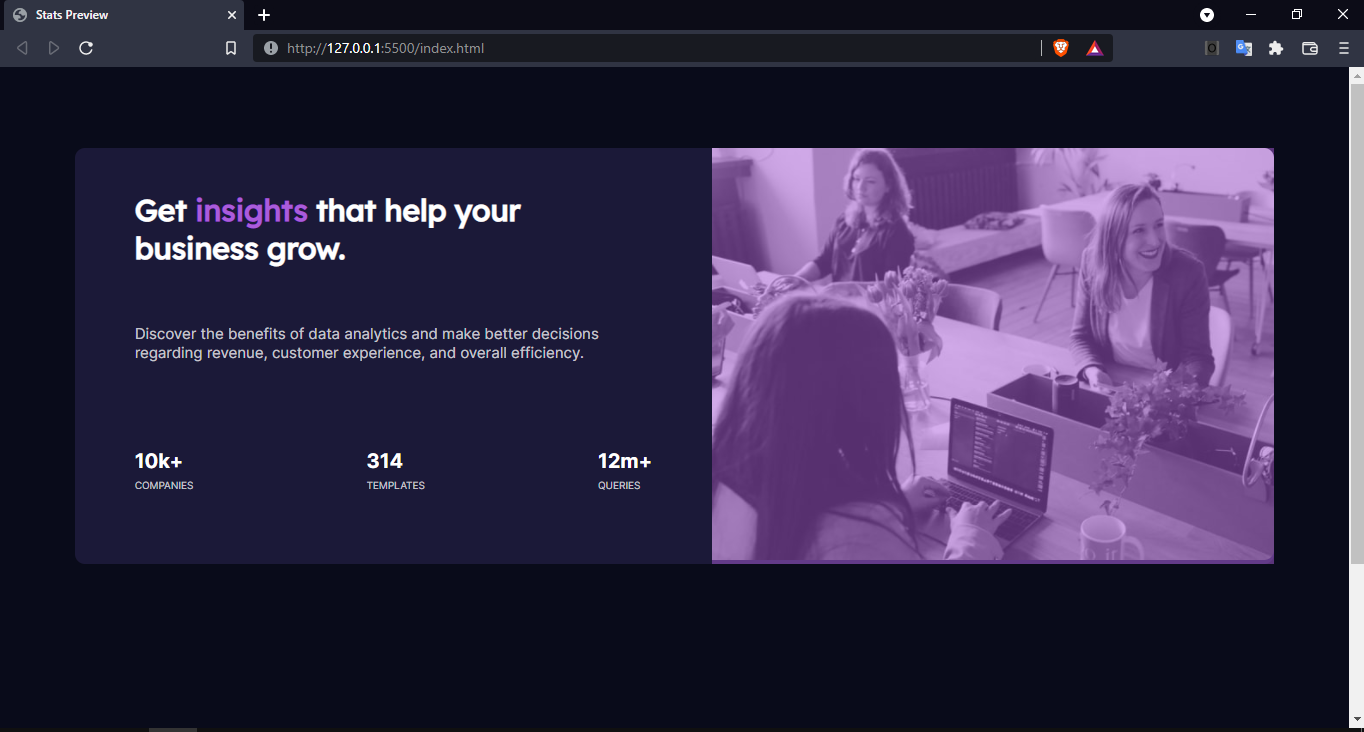 Stats Preview
http://127.0.0.1:5500/index.html
Get insights that help your
business grow.
Discover the benefits of data analytics and make better decisions
regarding revenue, customer experience, and overall efficiency.
10k+ 314 12m+
COMPANIES TEMPLATES QUERIES